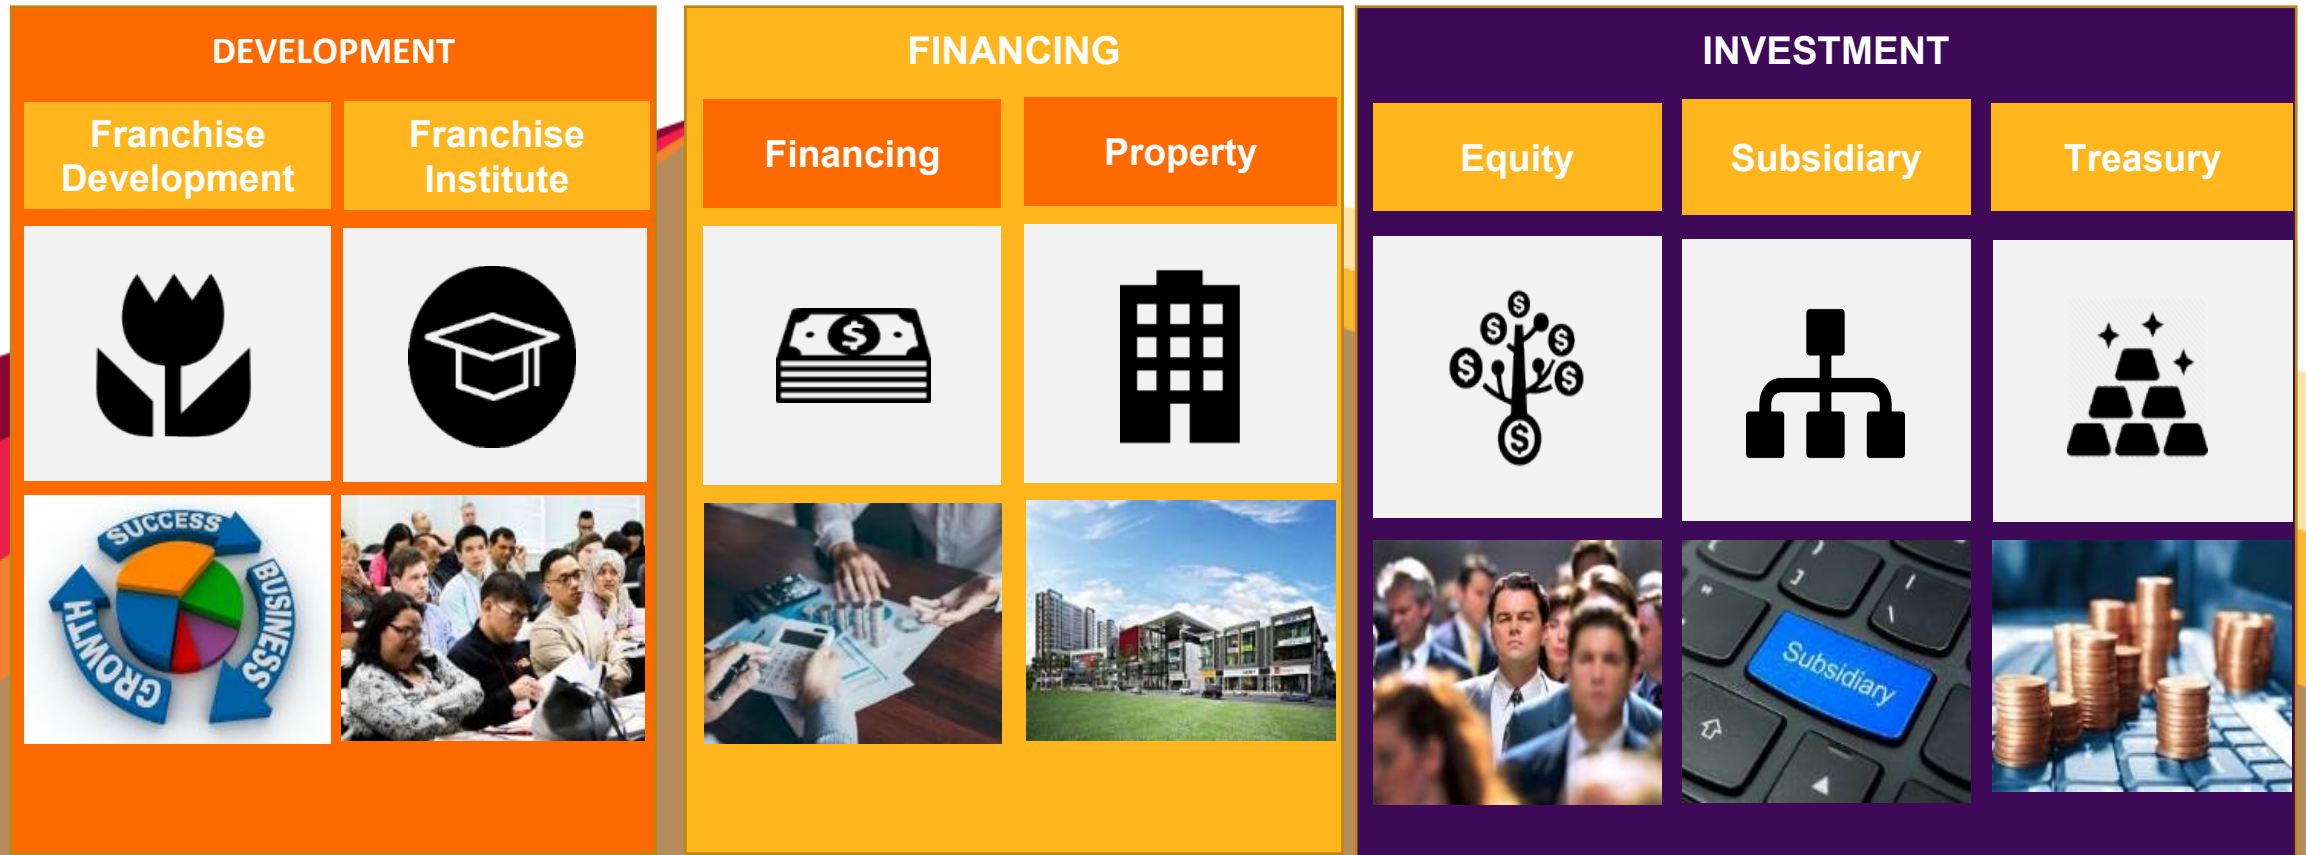 DEVELOPMENT
Franchise
Development
Franchise
Institute
SUCCESS
BUSINESS
GROWTH
FINANCING
Financing
Property
$
INVESTMENT
Equity
Subsidiary
Treasury
$
$
$
$
$
$
Subsidiary